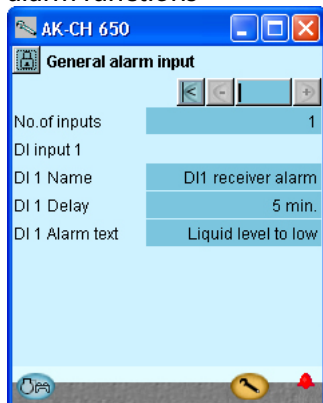 alarm functions
AK-CH 650
General alarm input
No.of inputs 1
DI input 1
DI 1 Name DI1 receiver alarm
DI 1 Delay 5 min.
DI 1 Alarm text Liquid level to low